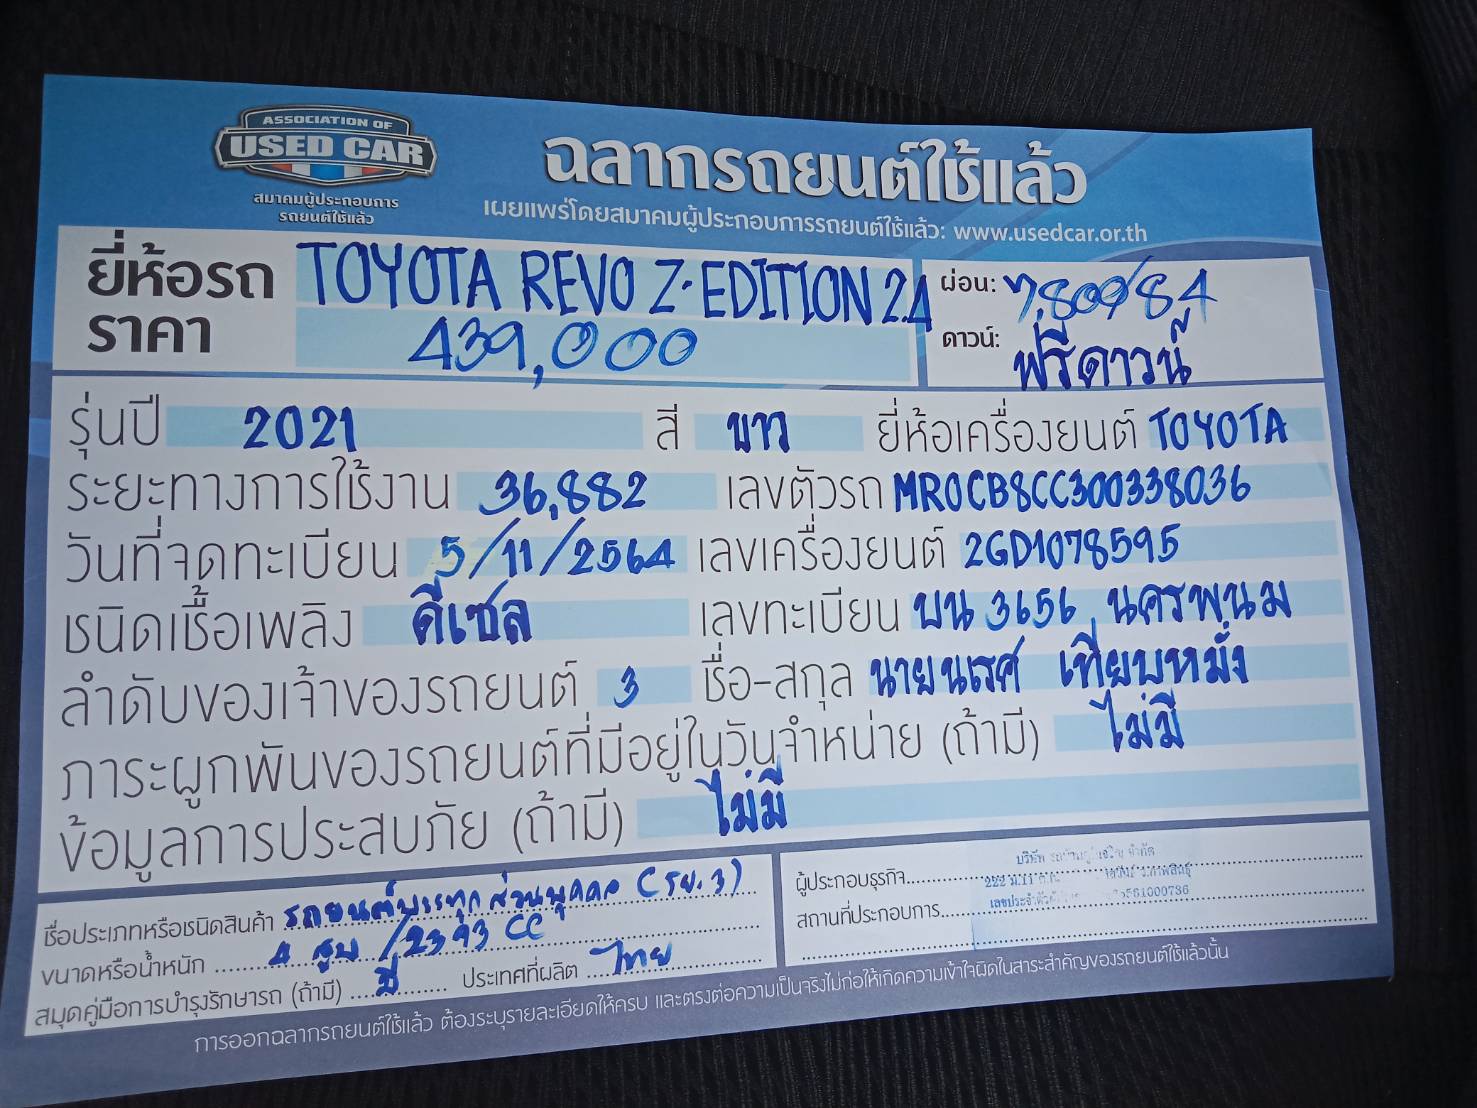 ASSOCIATION OF
USED CAR
สมาคมผู้ประกอบการ
รถยนต์ใช้แล้ว
ฉลากรถยนต์ใช้แล้ว
เผยแพร่โดยสมาคมผู้ประกอบการรถยนต์ใช้แล้ว: www.usedcar.or.th
ยี่ห้อรถ TOYOTA REVO Z-EDITION 2.4 ผ่อน: 7,800/84
ราคา 439,000 ดาวน์: ฟรีดาวน์
รุ่นปี 2021 สี ขาว ยี่ห้อเครื่องยนต์ TOYOTA
ระยะทางการใช้งาน 36,882 เลขตัวรถ MR0CB8CC300338036
วันที่จดทะเบียน 5/11/2564 เลขเครื่องยนต์ 2GD1078595
ชนิดเชื้อเพลิง ดีเซล เลขทะเบียน บน 3656 นครพนม
ลำดับของเจ้าของรถยนต์ 3 ชื่อ-สกุล นายนเรศ เทียบหมั่ง
ภาระผูกพันของรถยนต์ที่มีอยู่ในวันจำหน่าย (ถ้ามี) ไม่มี
ข้อมูลการประสบภัย (ถ้ามี) ไม่มี
ชื่อประเภทหรือชนิดสินค้า รถยนต์บรรทุกส่วนบุคคล (รย.3)
ขนาดหรือน้ำหนัก 4 สูบ /2393 CC
สมุดคู่มือการบำรุงรักษารถ (ถ้ามี) มี ประเทศที่ผลิต ไทย
ผู้ประกอบธุรกิจ บริษัท จำกัด
สถานที่ประกอบการ 222 ม.11
การออกฉลากรถยนต์ใช้แล้ว ต้องระบุรายละเอียดให้ครบ และตรงต่อความเป็นจริงไม่ก่อให้เกิดความเข้าใจผิดในสาระสำคัญของรถยนต์ใช้แล้วนั้น